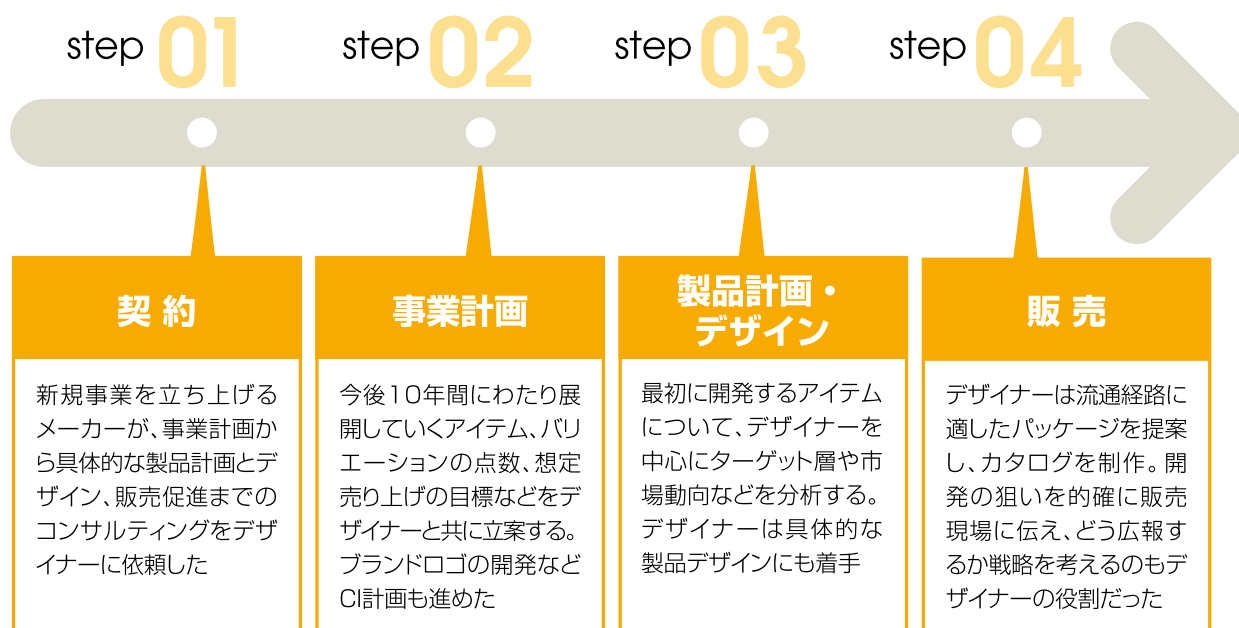 step 01
step 02
step 03
step 04
契約
新規事業を立ち上げる
メーカーが、事業計画か
ら具体的な製品計画とデ
ザイン、販売促進までの
コンサルティングをデザ
イナーに依頼した
事業計画
今後10年間にわたり展
開していくアイテム、バリ
エーションの点数、想定
売り上げの目標などをデ
ザイナーと共に立案する。
ブランドロゴの開発など
CI計画も進めた
製品計画・
デザイン
最初に開発するアイテム
について、デザイナーを
中心にターゲット層や市
場動向などを分析する。
デザイナーは具体的な
製品デザインにも着手
販売
デザイナーは流通経路に
適したパッケージを提案
し、カタログを制作。開
発の狙いを的確に販売
現場に伝え、どう広報す
るか戦略を考えるのもデ
ザイナーの役割だった